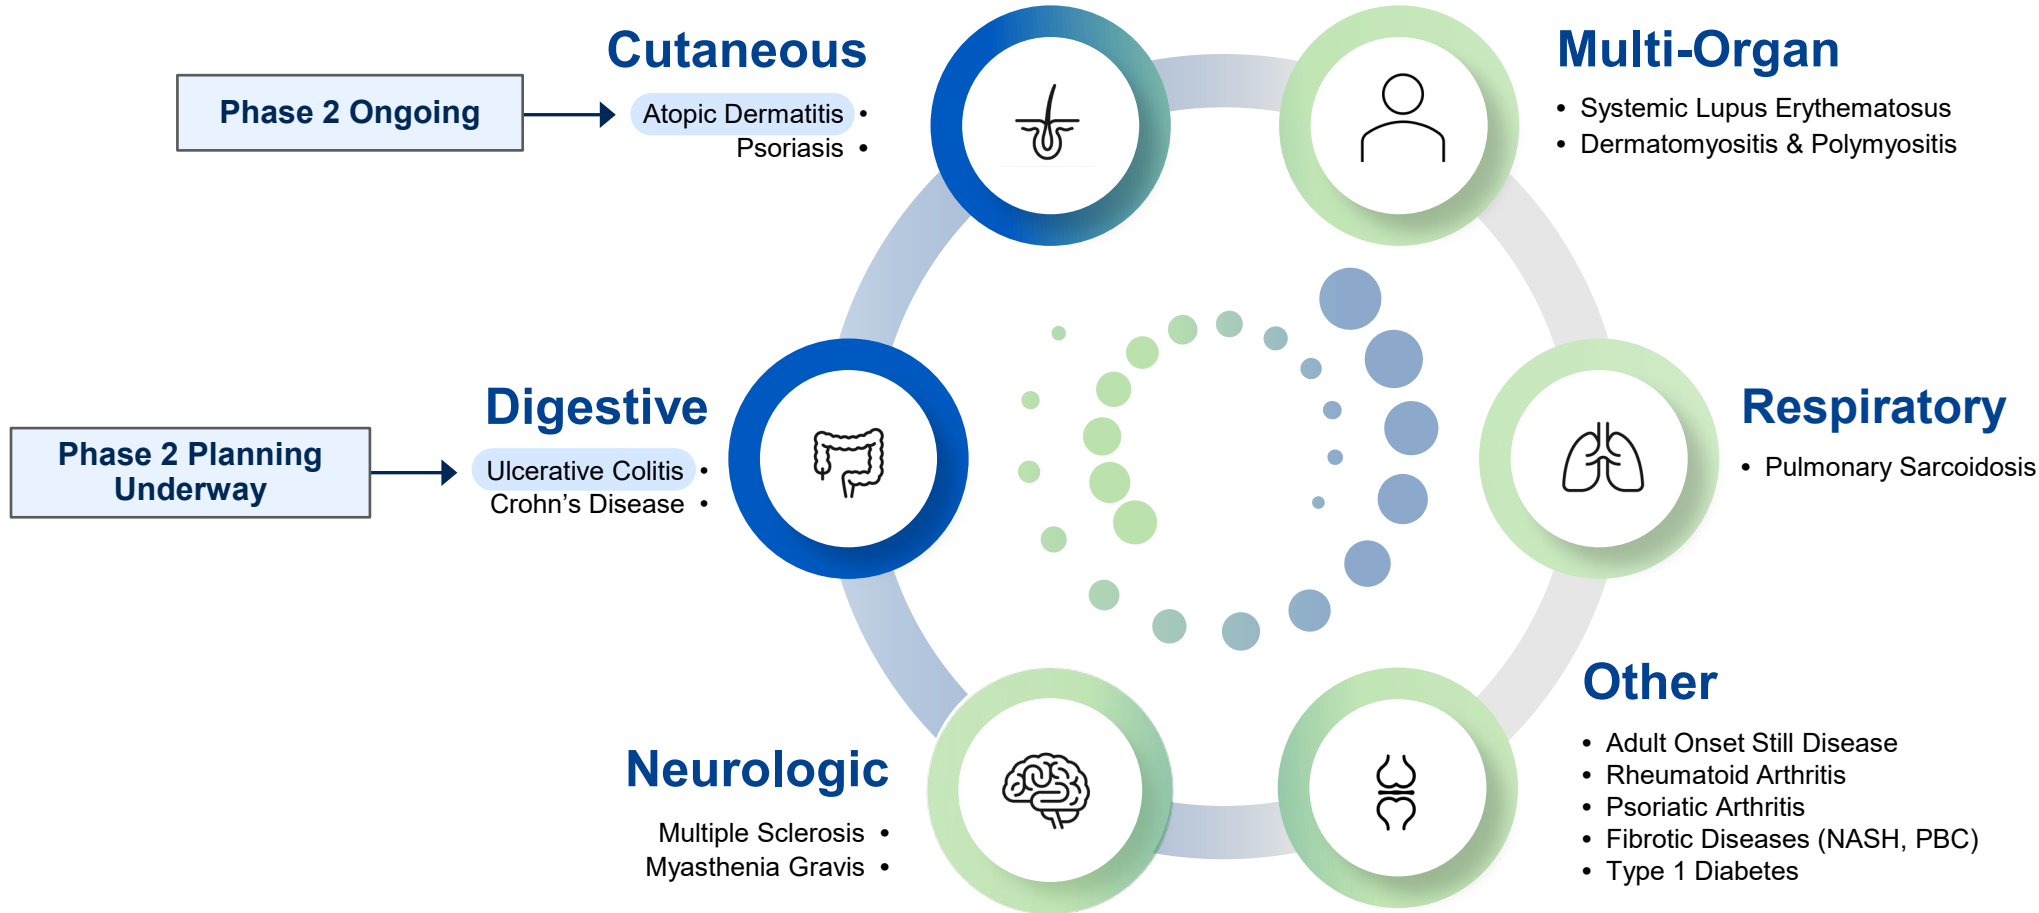 Cutaneous
Phase 2 Ongoing
Atopic Dermatitis •
Psoriasis •
Multi-Organ
• Systemic Lupus Erythematosus
• Dermatomyositis & Polymyositis
Digestive
Phase 2 Planning
Underway
Ulcerative Colitis •
Crohn’s Disease •
Respiratory
• Pulmonary Sarcoidosis
Neurologic
Multiple Sclerosis •
Myasthenia Gravis •
Other
• Adult Onset Still Disease
• Rheumatoid Arthritis
• Psoriatic Arthritis
• Fibrotic Diseases (NASH, PBC)
• Type 1 Diabetes